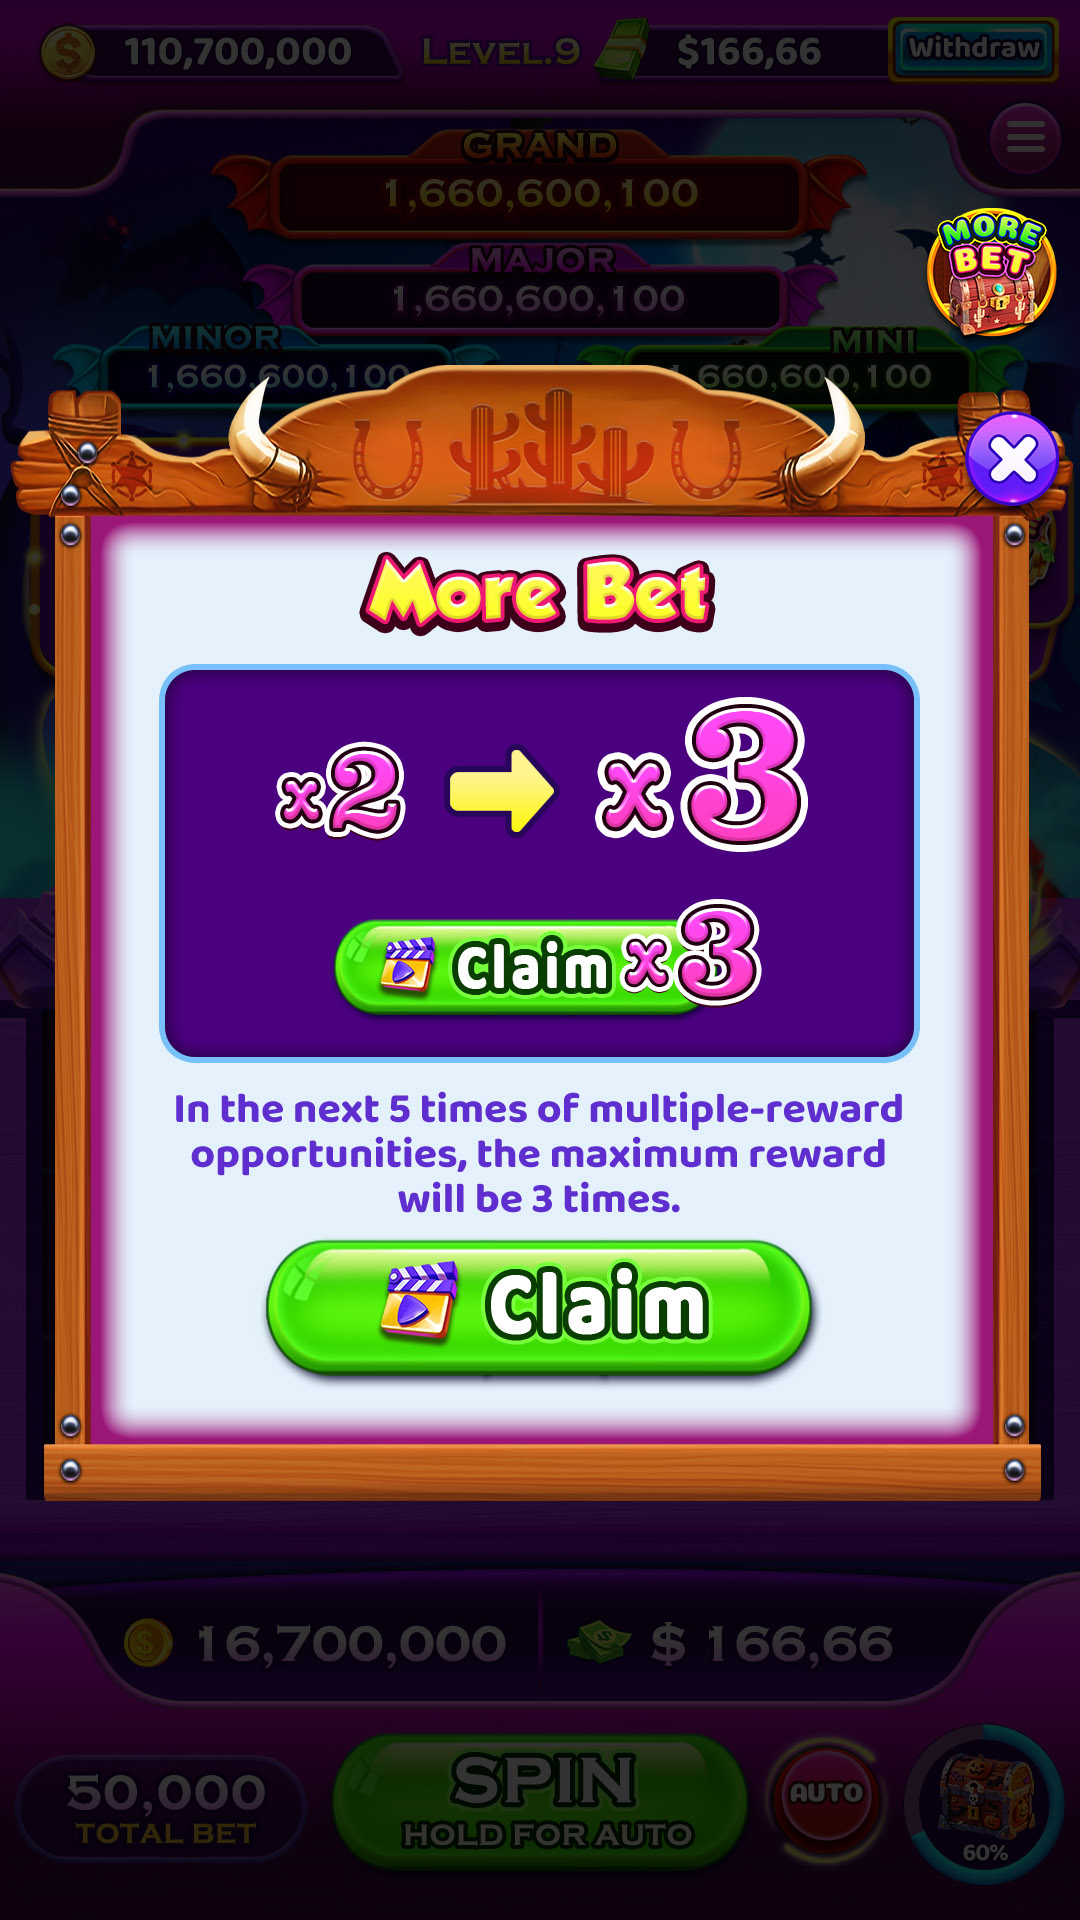 110,700,000
LEVEL.9
$166,66
Withdraw
GRAND
1,660,600,100
MORE
BET
MAJOR
1,660,600,100
MINOR
MINI
1,660,600,100
1,660,600,100
More Bet
x2
x3
Claim x3
In the next 5 times of multiple-reward
opportunities, the maximum reward
will be 3 times.
Claim
16,700,000
$ 166,66
50,000
TOTAL BET
SPIN
HOLD FOR AUTO
AUTO
60%